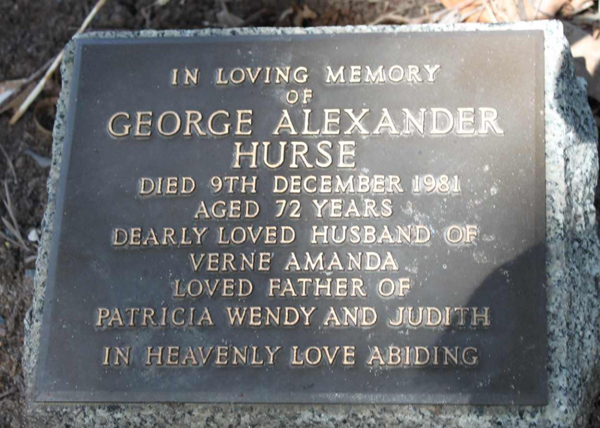 IN LOVING MEMORY
OF
GEORGE ALEXANDER
HURSE
DIED 9TH DECEMBER 1981
AGED 72 YEARS
DEARLY LOVED HUSBAND OF
VERNE AMANDA
LOVED FATHER OF
PATRICIA WENDY AND JUDITH
IN HEAVENLY LOVE ABIDING